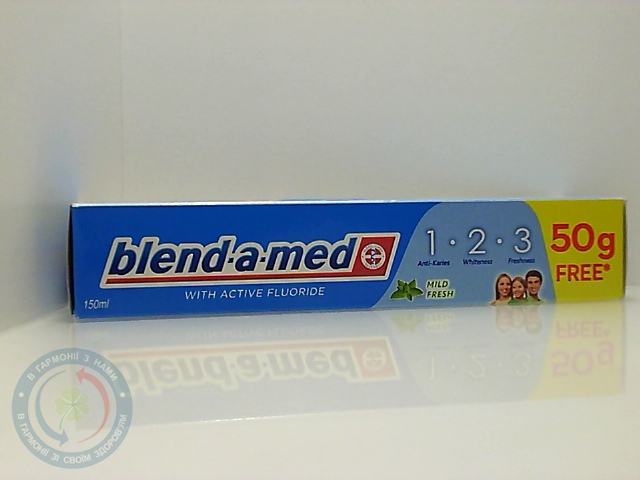 blend-a-med
WITH ACTIVE FLUORIDE
150ml
1 · 2 · 3
Anti-Karies Whiteness Freshness
MILD
FRESH
50g
FREE*
В ГАРМОНІЇ З НАМИ
В ГАРМОНІЇ ЗІ СВОЇМ ЗДОРОВ'ЯМ